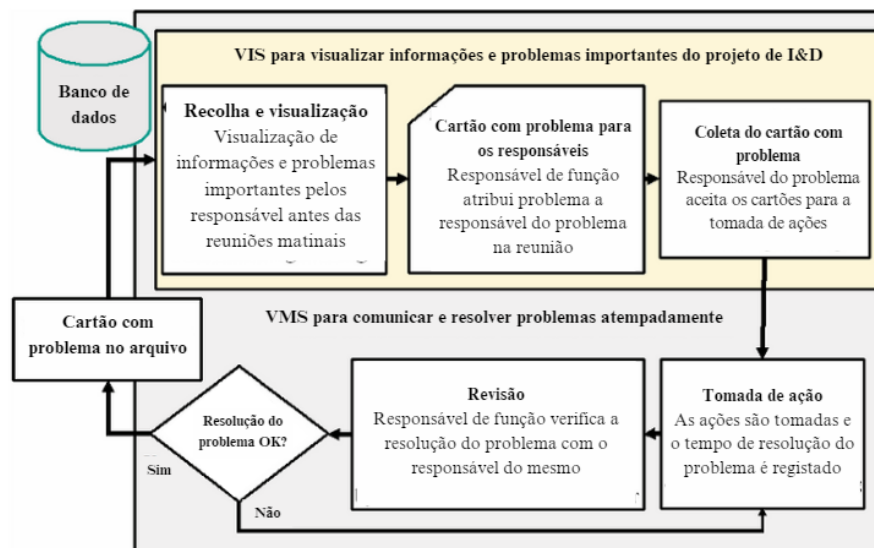 VIS para visualizar informações e problemas importantes do projeto de I&D
Banco de
dados
Recolha e visualização
Visualização de
informações e problemas
importantes pelos
responsável antes das
reuniões matinais
Cartão com problema para
os responsáveis
Responsável de função
atribui problema a
responsável do problema
na reunião
Coleta do cartão com
problema
Responsável do problema
aceita os cartões para a
tomada de ações
Cartão com
problema no arquivo
VMS para comunicar e resolver problemas atempadamente
Resolução do
problema OK?
Sim
Não
Revisão
Responsável de função verifica a
resolução do problema com o
responsável do mesmo
Tomada de ação
As ações são tomadas e
o tempo de resolução do
problema é registado